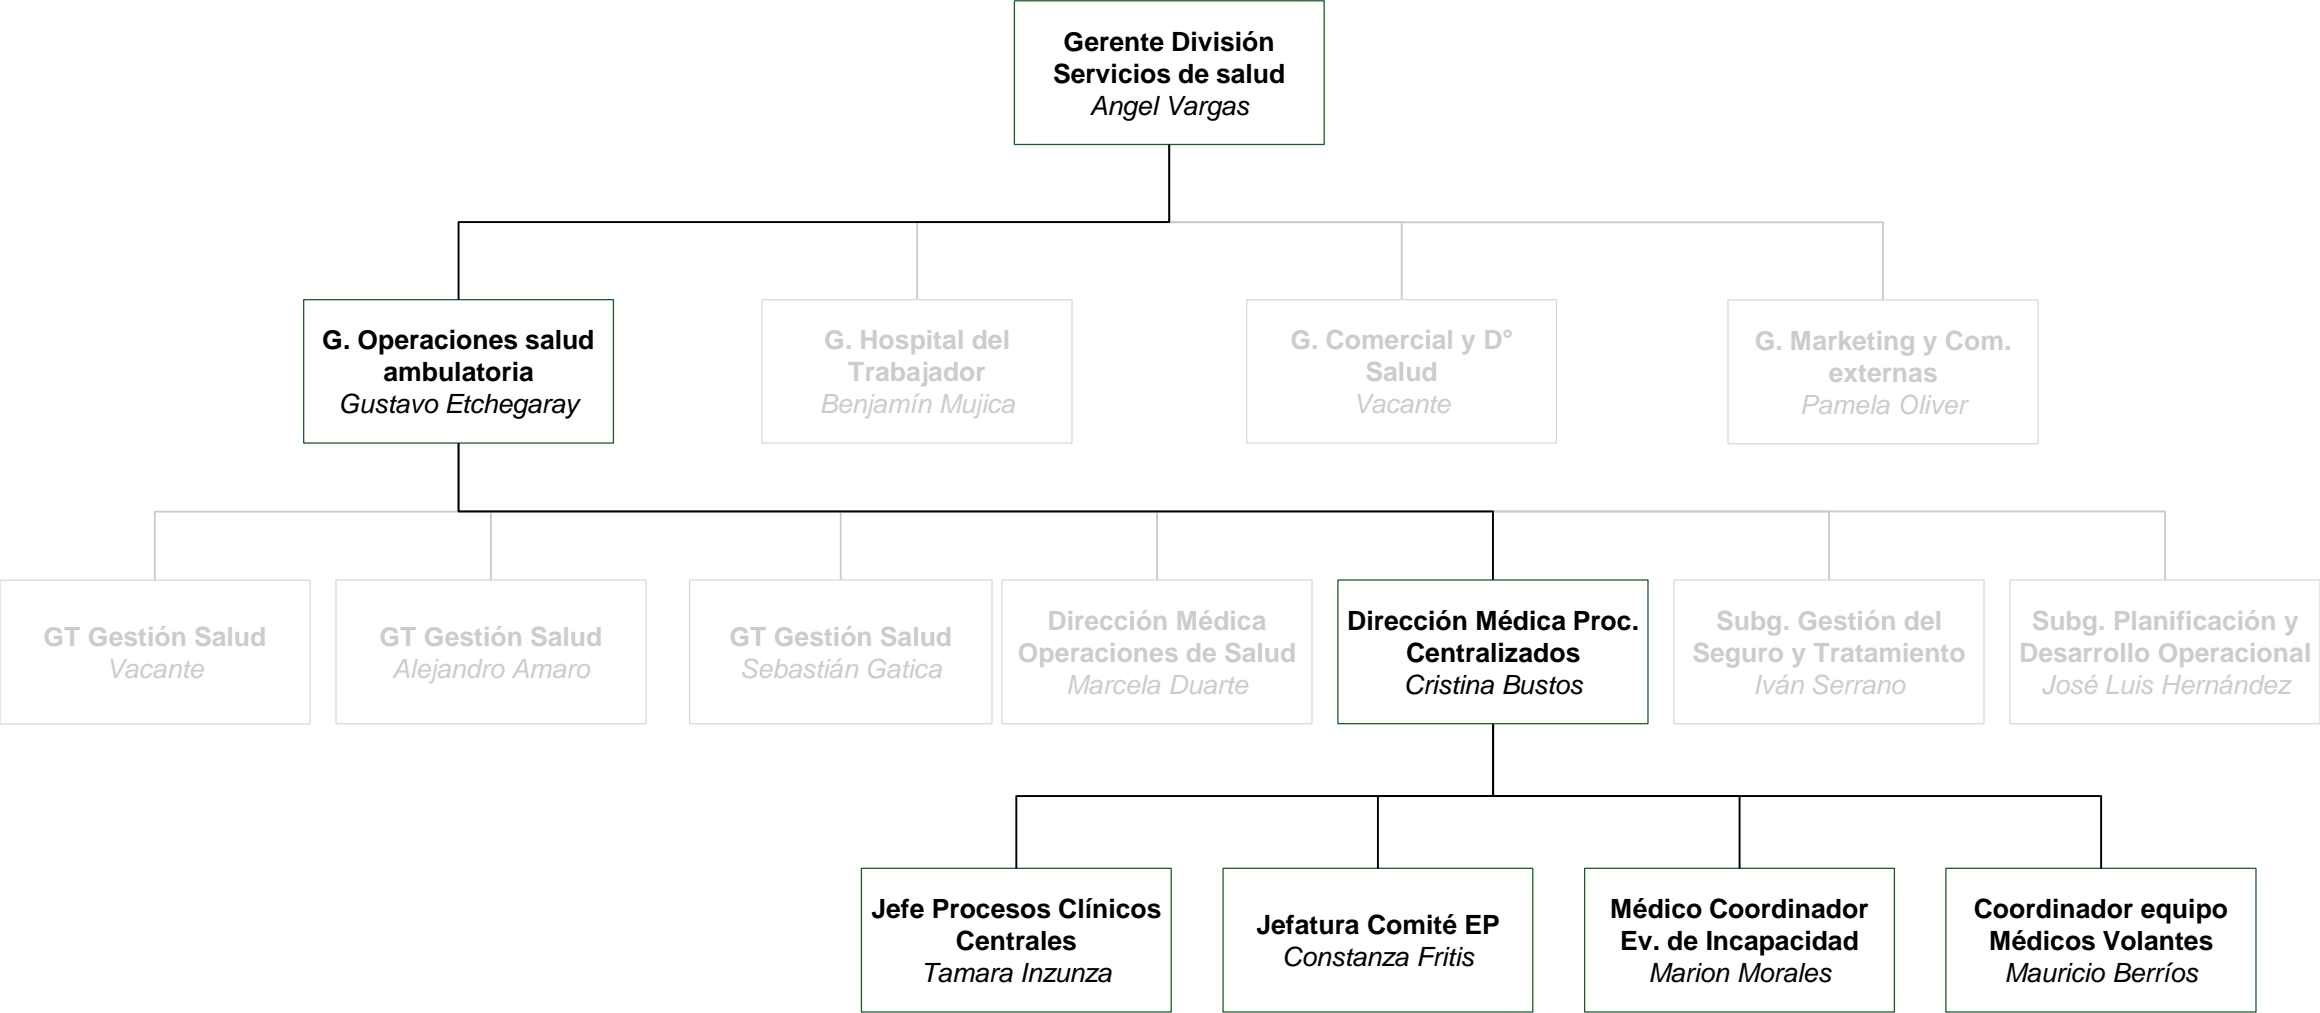 Gerente División
Servicios de salud
Angel Vargas
G. Operaciones salud
ambulatoria
Gustavo Etchegaray
G. Hospital del
Trabajador
Benjamín Mujica
G. Comercial y D°
Salud
Vacante
G. Marketing y Com.
externas
Pamela Oliver
GT Gestión Salud
Vacante
GT Gestión Salud
Alejandro Amaro
GT Gestión Salud
Sebastián Gatica
Dirección Médica
Operaciones de Salud
Marcela Duarte
Dirección Médica Proc.
Centralizados
Cristina Bustos
Subg. Gestión del
Seguro y Tratamiento
Iván Serrano
Subg. Planificación y
Desarrollo Operacional
José Luis Hernández
Jefe Procesos Clínicos
Centrales
Tamara Inzunza
Jefatura Comité EP
Constanza Fritis
Médico Coordinador
Ev. de Incapacidad
Marion Morales
Coordinador equipo
Médicos Volantes
Mauricio Berríos